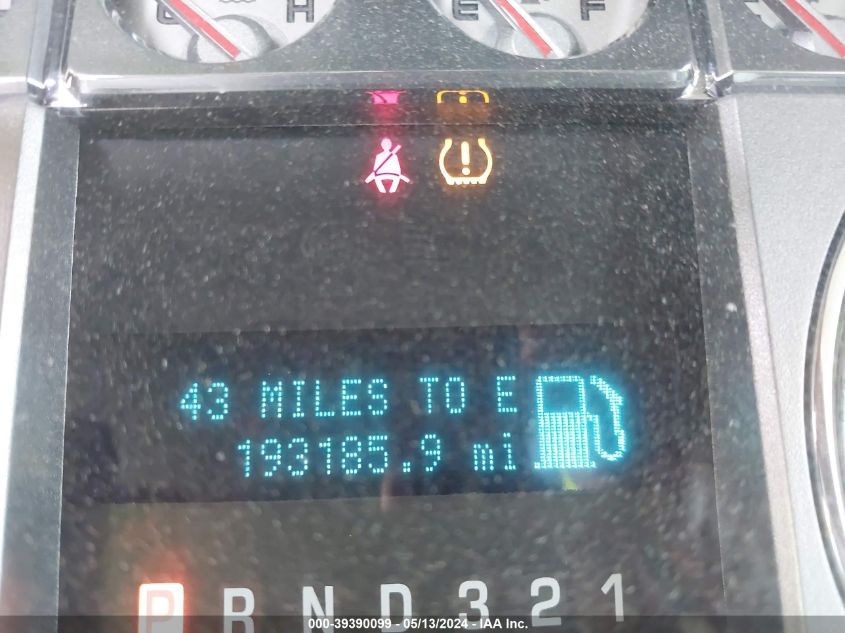 C H E F
43 MILES TO E
193185.9 mi
P R N D 3 2 1
000-39390099 - 05/13/2024 - IAA Inc.